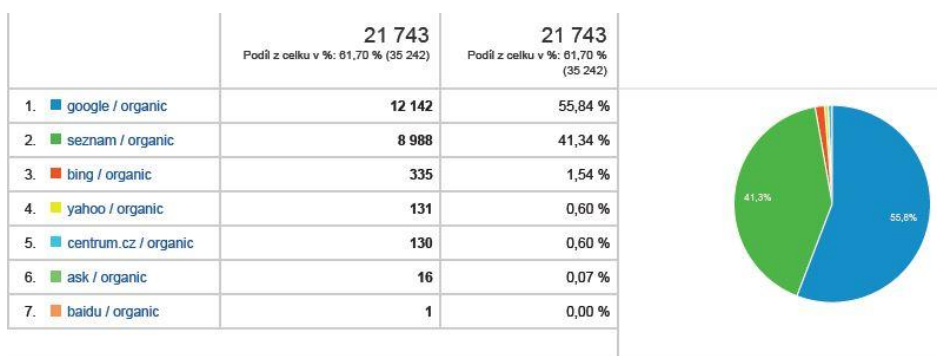 21 743 21 743
Podíl z celku v %: 61,70 % (35 242) Podíl z celku v %: 61,70 %
(35 242)
1. google / organic 12 142 55,84 %
2. seznam / organic 8 988 41,34 %
3. bing / organic 335 1,54 %
4. yahoo / organic 131 0,60 %
5. centrum.cz / organic 130 0,60 %
6. ask / organic 16 0,07 %
7. baidu / organic 1 0,00 %
41,3%
55,8%